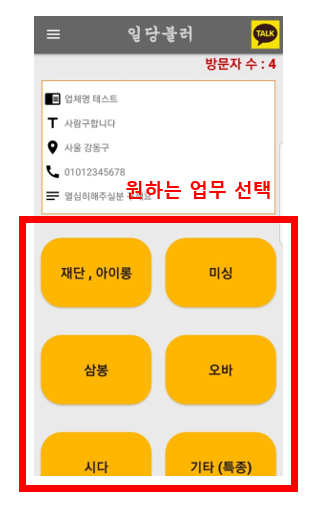 일당불러
TALK
방문자 수 : 4
업체명 테스트
T 사람구합니다
사울 강동구
01012345678
열심히해주실분
원하는 업무 선택
재단 , 아이롱
미싱
삼봉
오바
시다
기타 (특종)